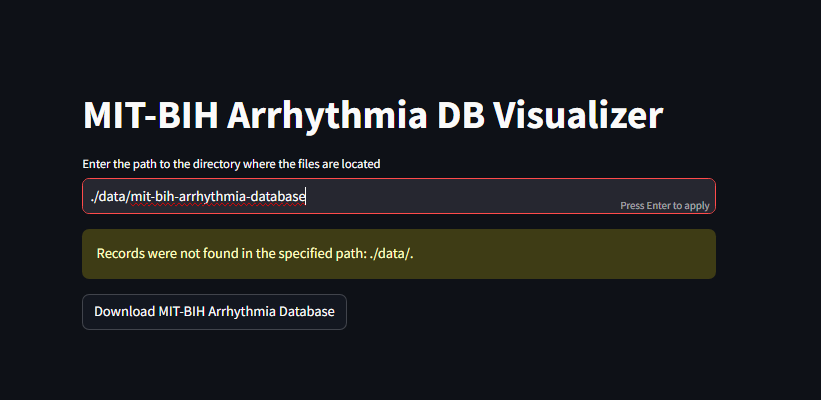 MIT-BIH Arrhythmia DB Visualizer
Enter the path to the directory where the files are located
./data/mit-bih-arrhythmia-database
Press Enter to apply
Records were not found in the specified path: ./data/.
Download MIT-BIH Arrhythmia Database